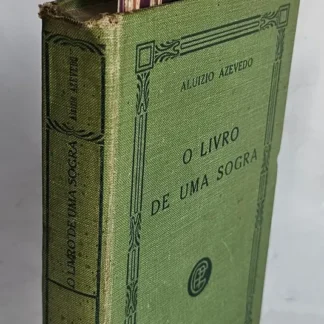 ALUIZIO AZEVEDO
O LIVRO
DE UMA SOGRA
ALUIZIO AZEVEDO
O LIVRO DE UMA SOGRA